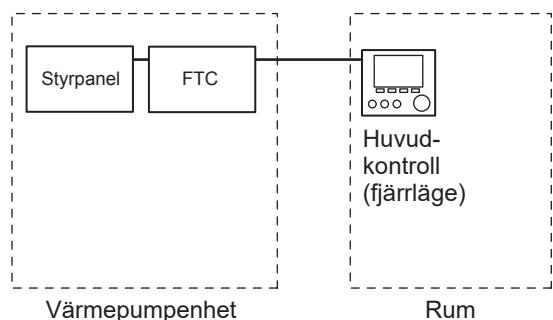 Styrpanel
FTC
Huvud-
kontroll
(fjärrläge)
Värmepumpenhet
Rum